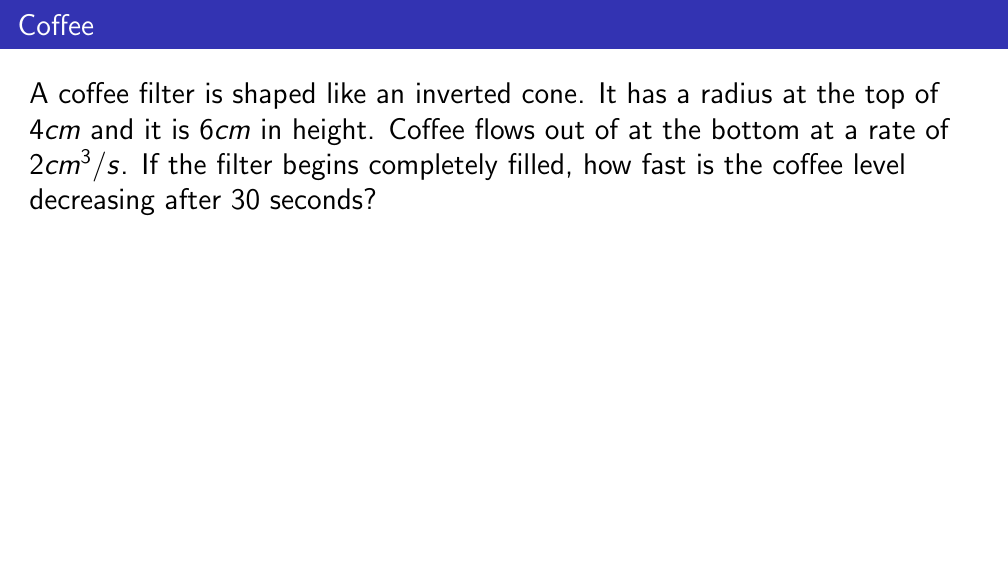 Coffee
A coffee filter is shaped like an inverted cone. It has a radius at the top of
4cm and it is 6cm in height. Coffee flows out of at the bottom at a rate of
2cm³/s. If the filter begins completely filled, how fast is the coffee level
decreasing after 30 seconds?